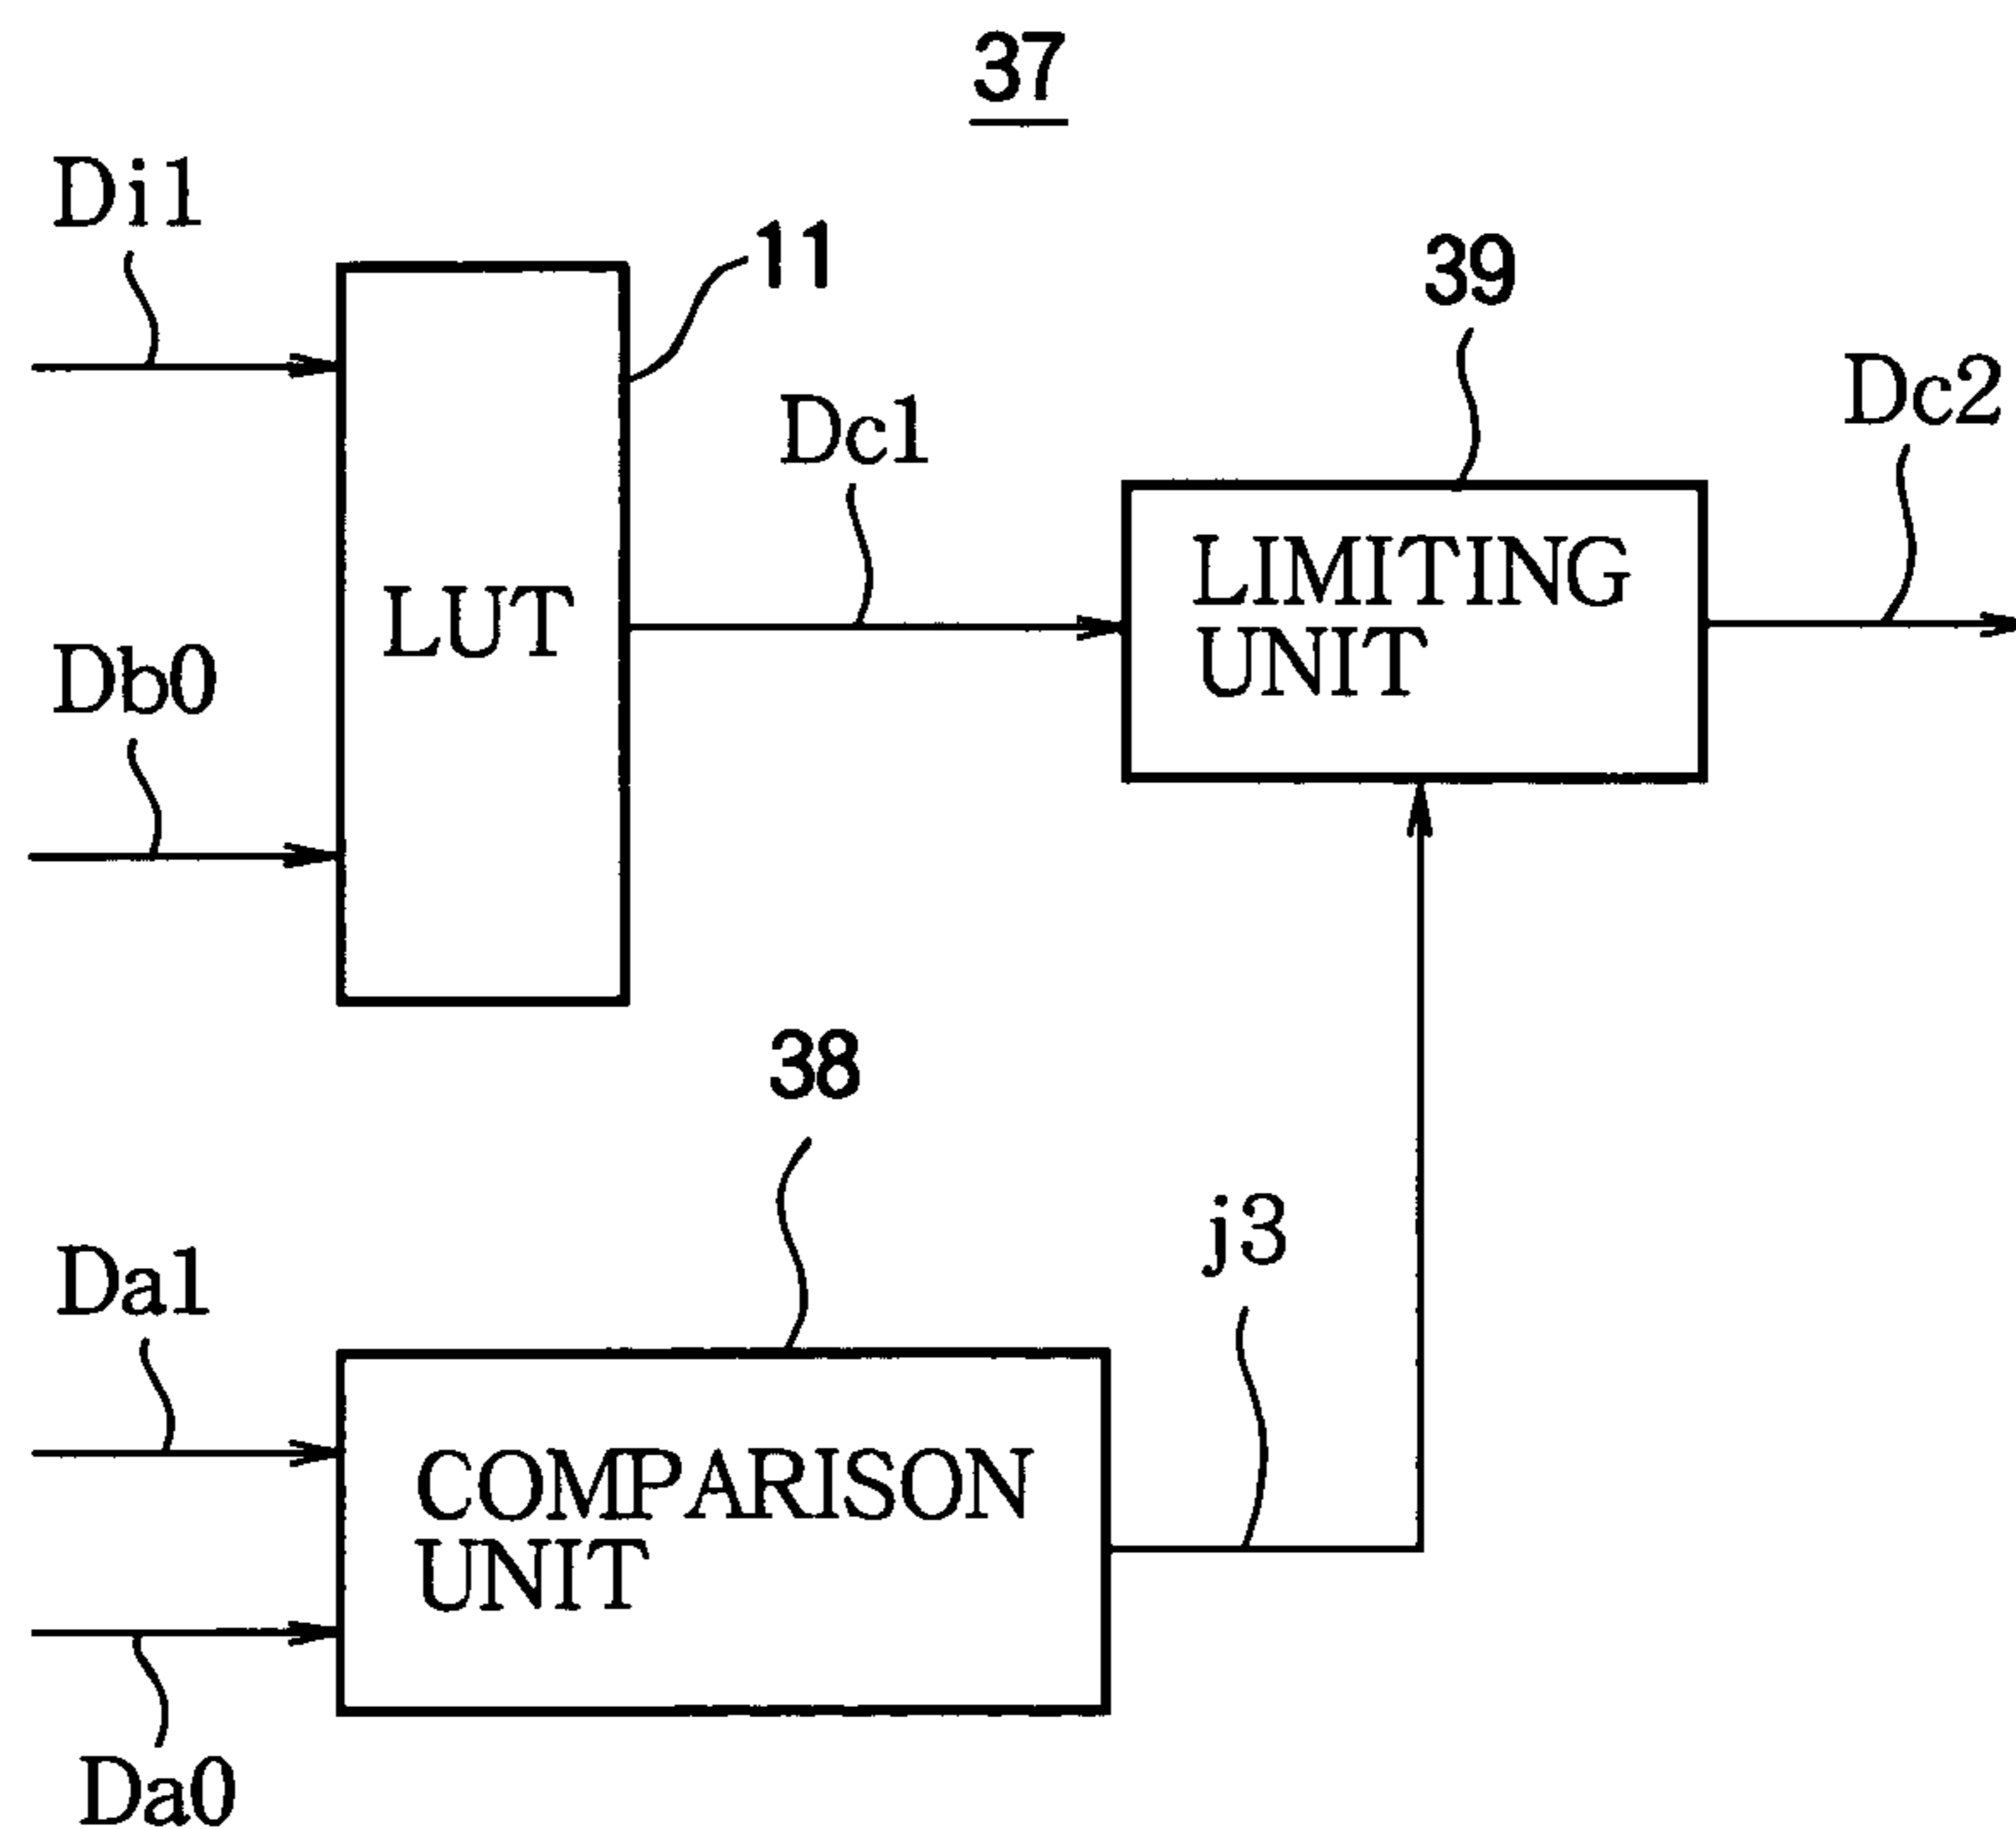 37
Di1
11
39
Dc2
Dc1
LIMITING
UNIT
LUT
Db0
38
j3
Da1
COMPARISON
UNIT
Da0